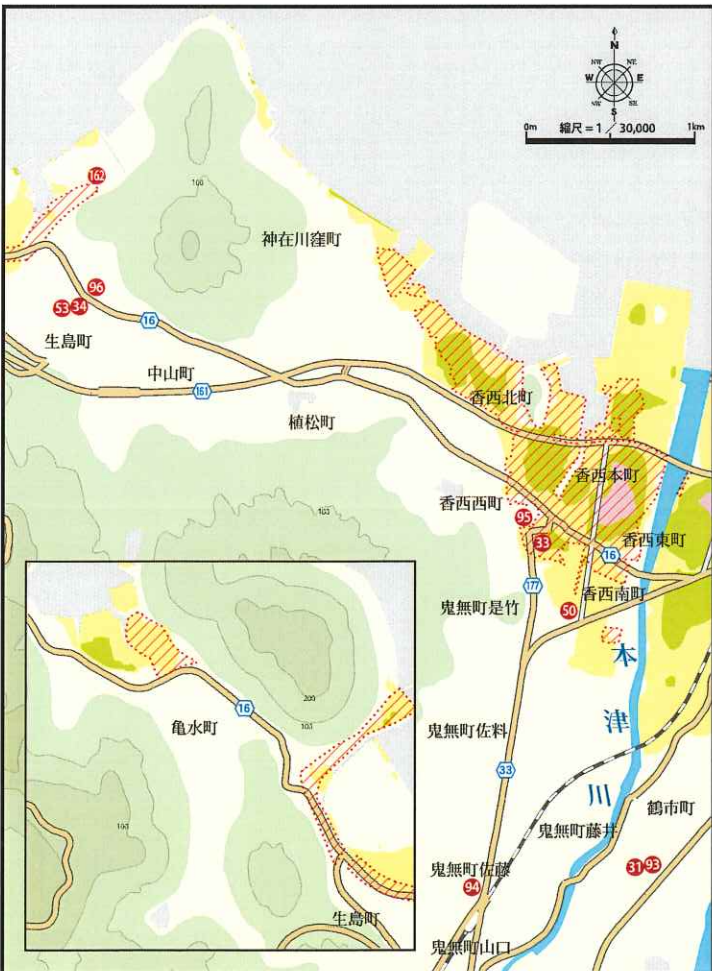 N
NW
NE
W
E
SE
S
0m
縮尺=1/30,000
1km
162
100
神在川窪町
96
53
34
16
生島町
中山町
161
香西北町
植松町
香西本町
100
香西西町
95
33
16
香西東町
177
香西南町
50
鬼無町是竹
本津川
16
200
100
亀水町
鬼無町佐料
33
100
鶴市町
鬼無町藤井
31
93
鬼無町佐藤
94
生島町
鬼無町山口